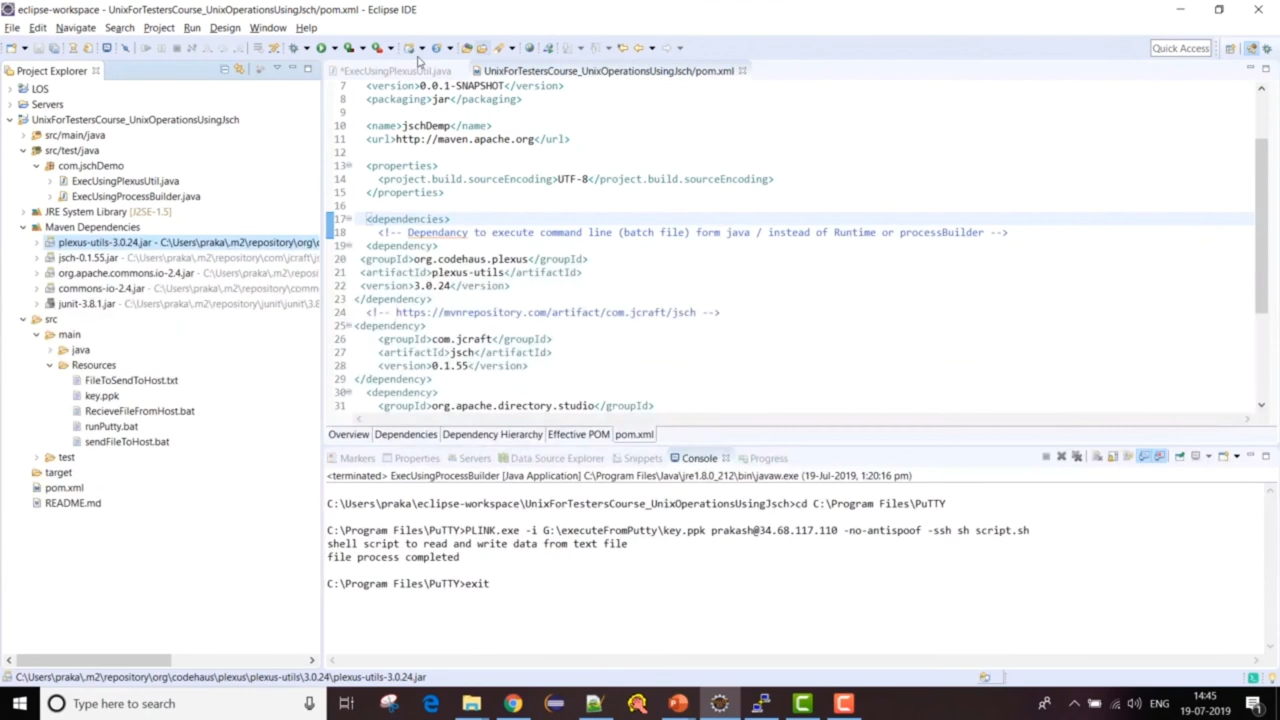 eclipse-workspace - UnixForTestersCourse_UnixOperationsUsingJsch/pom.xml - Eclipse IDE
File Edit Navigate Search Project Run Design Window Help
Quick Access
Project Explorer
LOS
Servers
UnixForTestersCourse_UnixOperationsUsingJsch
src/main/java
src/test/java
com.jschDemo
ExecUsingPlexusUtil.java
ExecUsingProcessBuilder.java
JRE System Library [J2SE-1.5]
Maven Dependencies
plexus-utils-3.0.24.jar - C:\Users\praka\.m2\repository\org\c
jsch-0.1.55.jar - C:\Users\praka\.m2\repository\com\jcraft\
org.apache.commons.io-2.4.jar - C:\Users\praka\.m2\repo
commons-io-2.4.jar - C:\Users\praka\.m2\repository\comm
junit-3.8.1.jar - C:\Users\praka\.m2\repository\junit\junit\3.8
src
main
java
Resources
FileToSendToHost.txt
key.ppk
RecieveFileFromHost.bat
runPutty.bat
sendFileToHost.bat
test
target
pom.xml
README.md
*ExecUsingPlexusUtil.java UnixForTestersCourse_UnixOperationsUsingJsch/pom.xml
7 <version>0.0.1-SNAPSHOT</version>
8 <packaging>jar</packaging>
9
10 <name>jschDemp</name>
11 <url>http://maven.apache.org</url>
12
13 <properties>
14 <project.build.sourceEncoding>UTF-8</project.build.sourceEncoding>
15 </properties>
16
17 <dependencies>
18 <!-- Dependancy to execute command line (batch file) form java / instead of Runtime or processBuilder -->
19 <dependency>
20 <groupId>org.codehaus.plexus</groupId>
21 <artifactId>plexus-utils</artifactId>
22 <version>3.0.24</version>
23 </dependency>
24 <!-- https://mvnrepository.com/artifact/com.jcraft/jsch -->
25 <dependency>
26 <groupId>com.jcraft</groupId>
27 <artifactId>jsch</artifactId>
28 <version>0.1.55</version>
29 </dependency>
30 <dependency>
31 <groupId>org.apache.directory.studio</groupId>
Overview Dependencies Dependency Hierarchy Effective POM pom.xml
Markers Properties Servers Data Source Explorer Snippets Console Progress
<terminated> ExecUsingProcessBuilder [Java Application] C:\Program Files\Java\jre1.8.0_212\bin\javaw.exe (19-Jul-2019, 1:20:16 pm)
C:\Users\praka\eclipse-workspace\UnixForTestersCourse_UnixOperationsUsingJsch>cd C:\Program Files\PuTTY
C:\Program Files\PuTTY>PLINK.exe -i G:\executeFromPutty\key.ppk prakash@34.68.117.110 -no-antispoof -ssh sh script.sh
shell script to read and write data from text file
file process completed
C:\Program Files\PuTTY>exit
C:\Users\praka\.m2\repository\org\codehaus\plexus\plexus-utils\3.0.24\plexus-utils-3.0.24.jar
Type here to search
ENG
14:45
19-07-2019